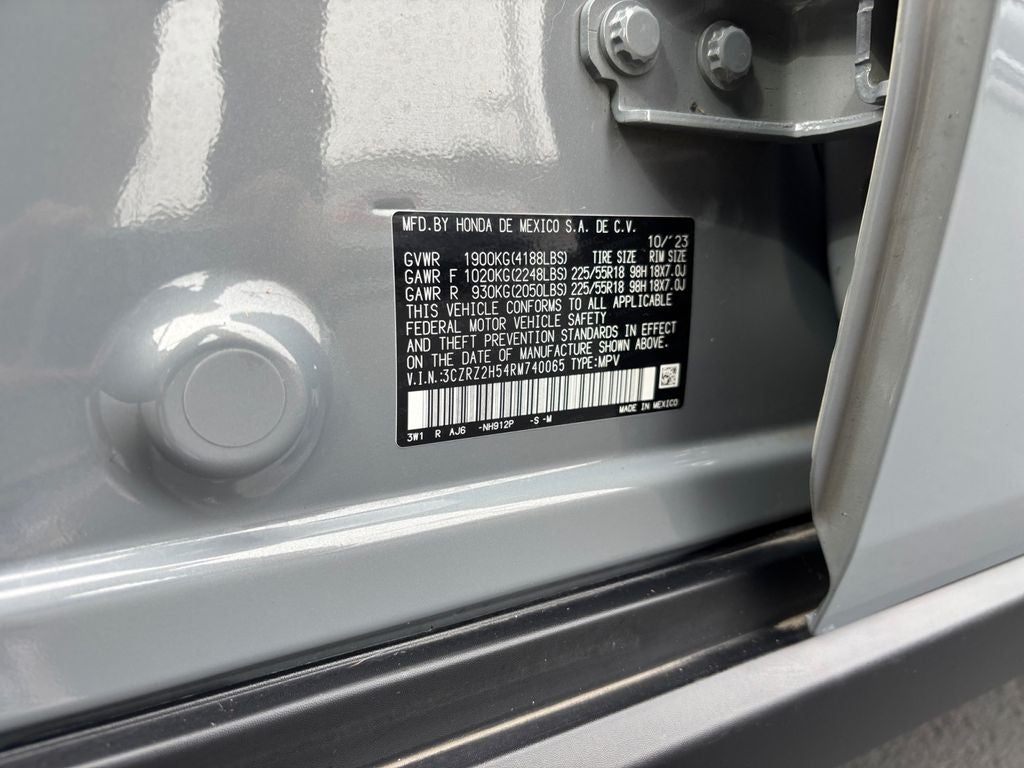 MFD.BY HONDA DE MEXICO S.A. DE C.V.
10/'23
GVWR 1900KG(4188LBS) TIRE SIZE RIM SIZE
GAWR F 1020KG(2248LBS) 225/55R18 98H 18X7.0J
GAWR R 930KG(2050LBS) 225/55R18 98H 18X7.0J
THIS VEHICLE CONFORMS TO ALL APPLICABLE
FEDERAL MOTOR VEHICLE SAFETY
AND THEFT PREVENTION STANDARDS IN EFFECT
ON THE DATE OF MANUFACTURE SHOWN ABOVE.
V.I.N.:3CZRZ2H54RM740065 TYPE:MPV
MADE IN MEXICO
3W1 R AJ6 -NH912P -S -M